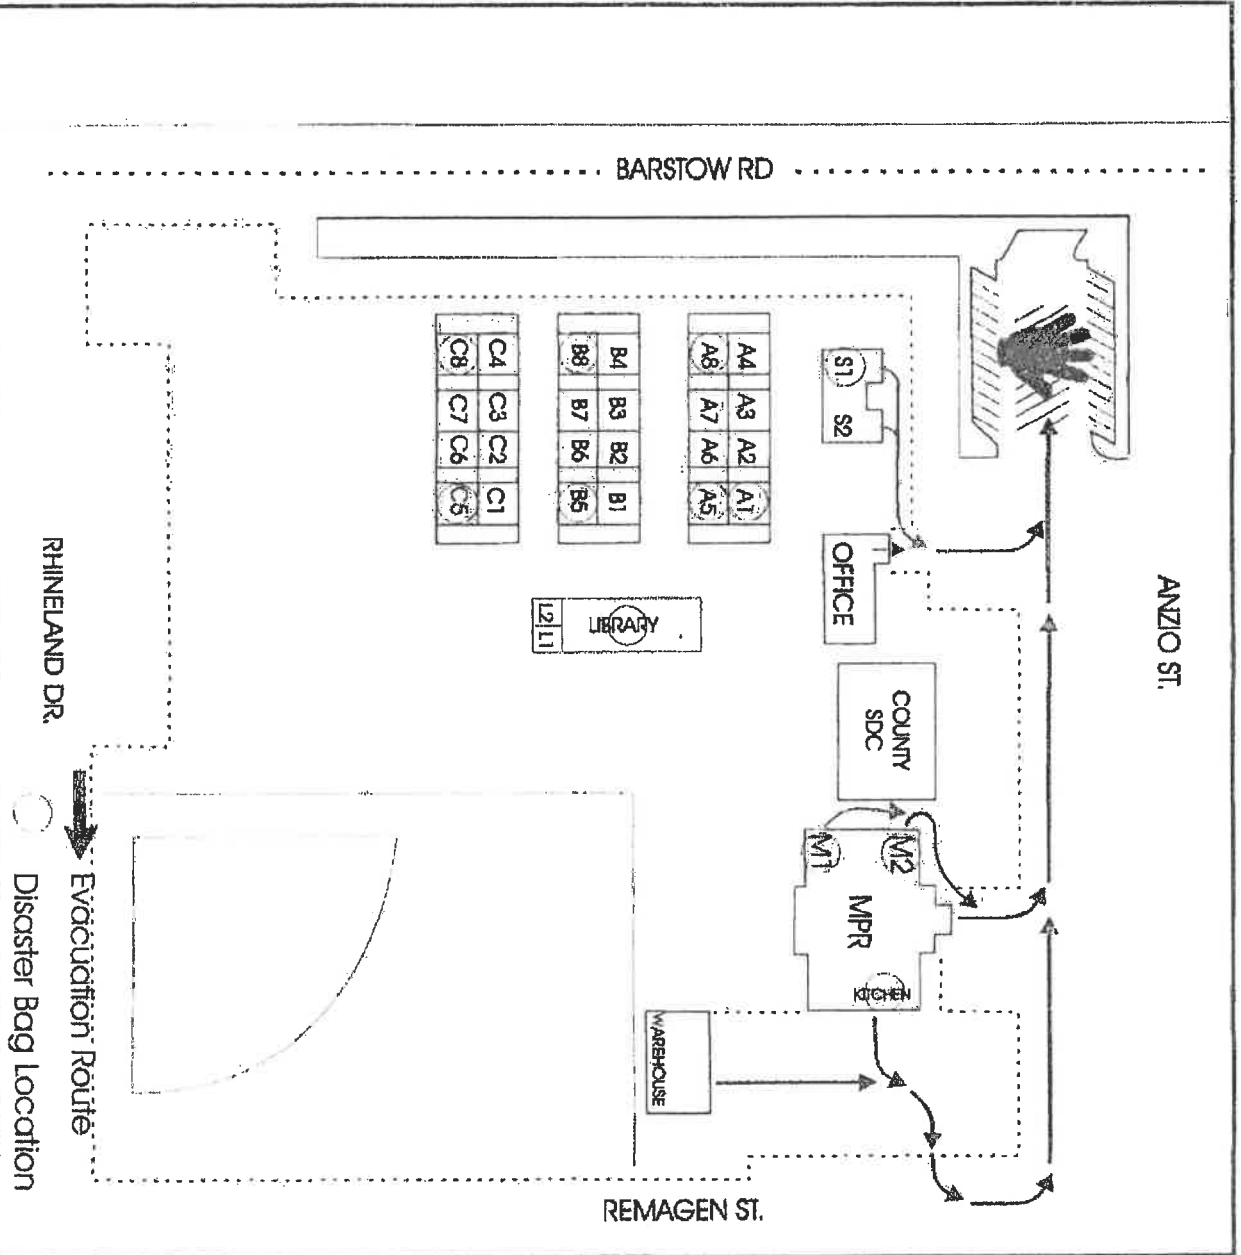 BARSTOW RD
ANZIO ST.
C8 C4
C7 C3
C6 C2
C5 C1
B8 B4
B7 B3
B6 B2
B5 B1
A8 A4
A7 A3
A6 A2
A5 A1
S1
S2
OFFICE
L2 L1
LIBRARY
COUNTY
SDC
M1
M2
MPR
KITCHEN
WAREHOUSE
RHINELAND DR.
REMAGEN ST.
Evacuation Route
Disaster Bag Location